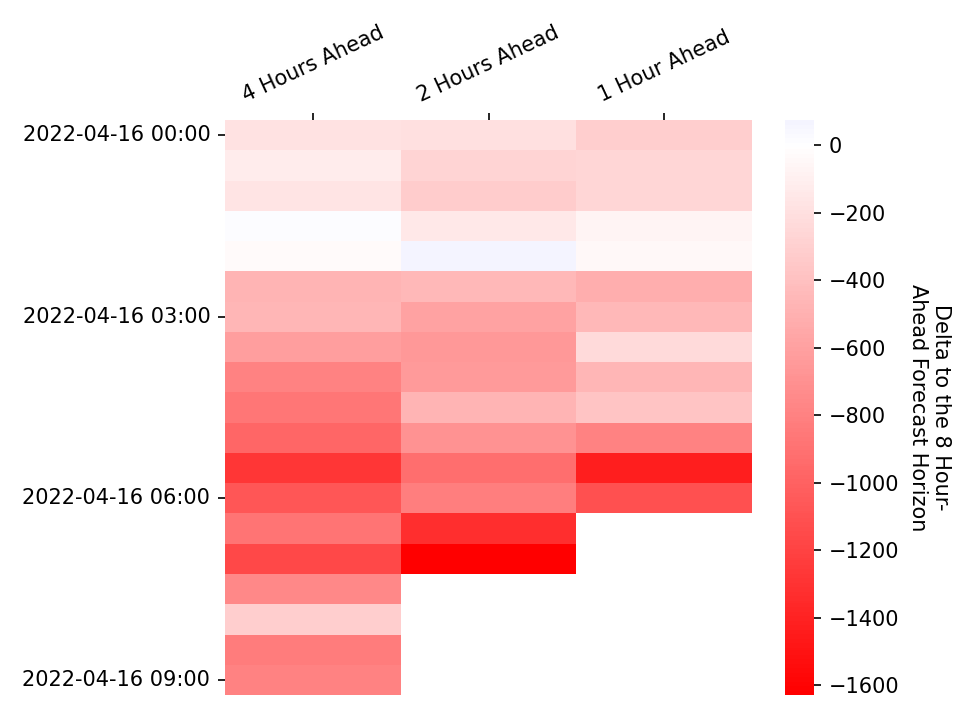 4 Hours Ahead
2 Hours Ahead
1 Hour Ahead
2022-04-16 00:00
2022-04-16 03:00
2022-04-16 06:00
2022-04-16 09:00
0
−200
−400
−600
−800
−1000
−1200
−1400
−1600
Delta to the 8 Hour-
Ahead Forecast Horizon